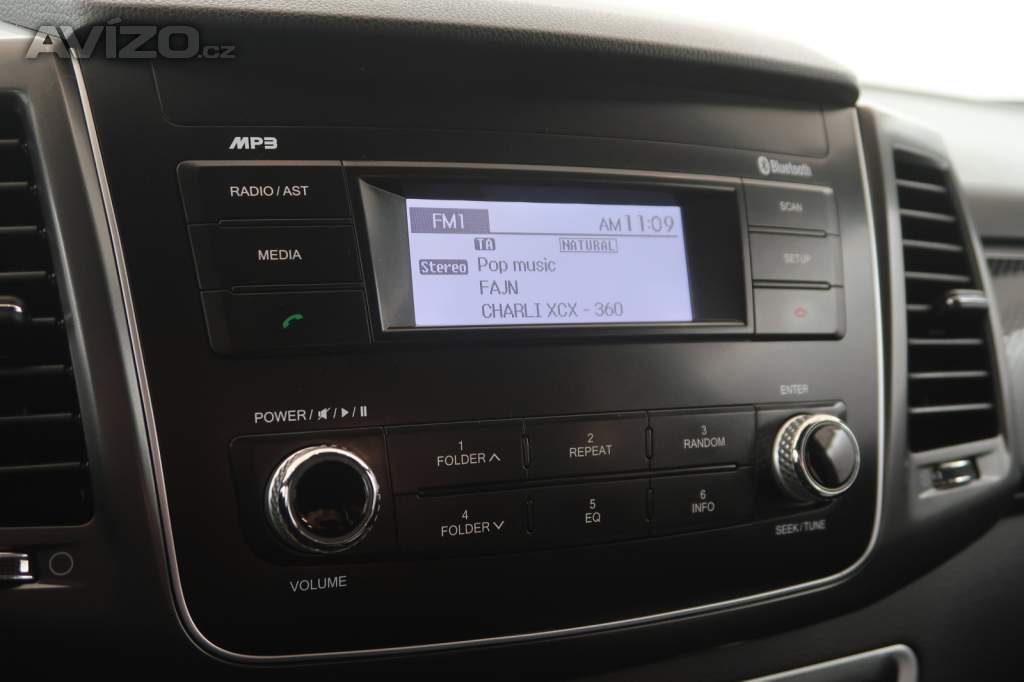 AVÍZO.cz
MP3
Bluetooth
RADIO / AST
MEDIA
FM1
AM 11:09
TA
NATURAL
Stereo
Pop music
FAJN
CHARLI XCX - 360
SCAN
SETUP
POWER /
ENTER
1
FOLDER
2
REPEAT
3
RANDOM
4
FOLDER
5
EQ
6
INFO
VOLUME
SEEK / TUNE